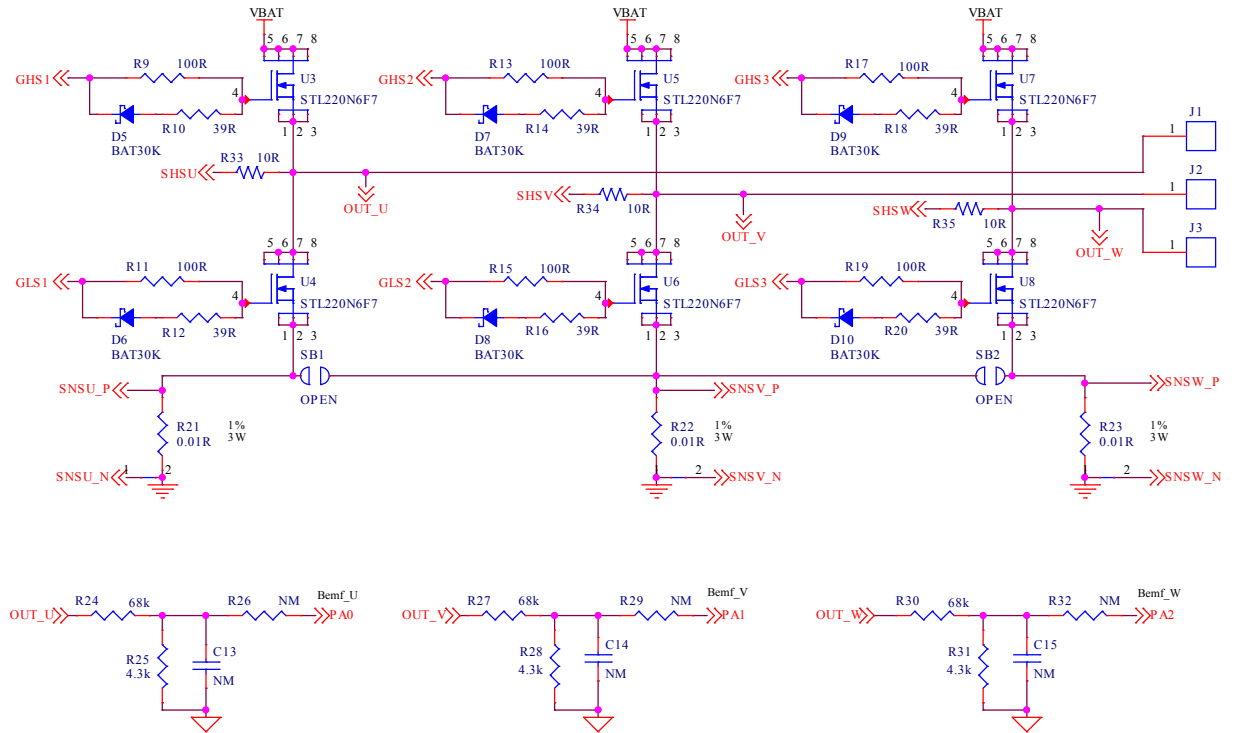 VBAT VBAT VBAT
5 6 7 8 5 6 7 8 5 6 7 8
R9 100R R13 100R R17 100R
GHS1 U3 GHS2 U5 GHS3 U7
4 STL220N6F7 4 STL220N6F7 4 STL220N6F7
D5 R10 39R D7 R14 39R D9 R18 39R
BAT30K BAT30K BAT30K
1 2 3 1 2 3 1 2 3
J1
1
R33 10R
SHSU
OUT_U
J2
1
SHSV
R34 10R
OUT_V
SHSW
R35 10R
OUT_W
J3
1
5 6 7 8 5 6 7 8 5 6 7 8
R11 100R R15 100R R19 100R
GLS1 U4 GLS2 U6 GLS3 U8
4 STL220N6F7 4 STL220N6F7 4 STL220N6F7
D6 R12 39R D8 R16 39R D10 R20 39R
BAT30K BAT30K BAT30K
1 2 3 1 2 3 1 2 3
SB1 SB2
OPEN OPEN
SNSU_P SNSV_P SNSW_P
R21 1% R22 1% R23 1%
0.01R 3W 0.01R 3W 0.01R 3W
SNSU_N 1 2 1 2 SNSV_N 1 2 SNSW_N
Bemf_U Bemf_V Bemf_W
R24 68k R26 NM R27 68k R29 NM R30 68k R32 NM
OUT_U PA0 OUT_V PA1 OUT_W PA2
R25 C13 R28 C14 R31 C15
4.3k NM 4.3k NM 4.3k NM